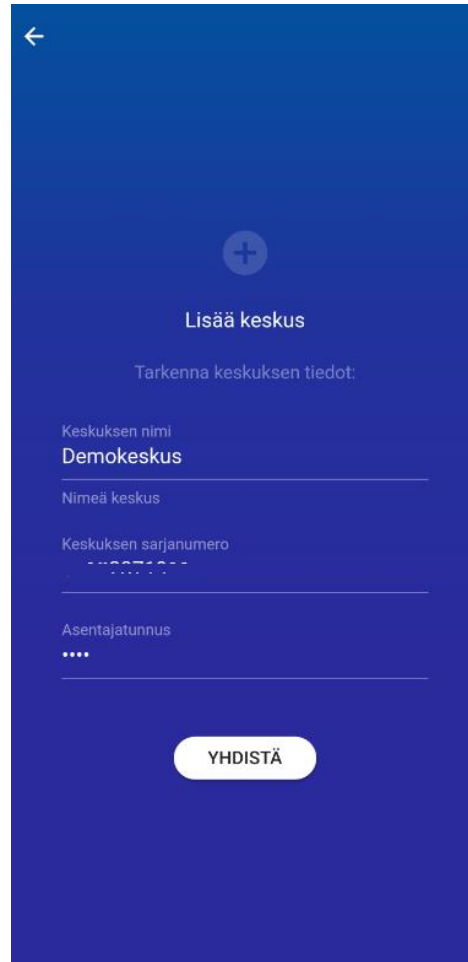 Lisää keskus
Tarkenna keskuksen tiedot:
Keskuksen nimi
Demokeskus
Nimeä keskus
Keskuksen sarjanumero
Asentajatunnus
••••
YHDISTÄ